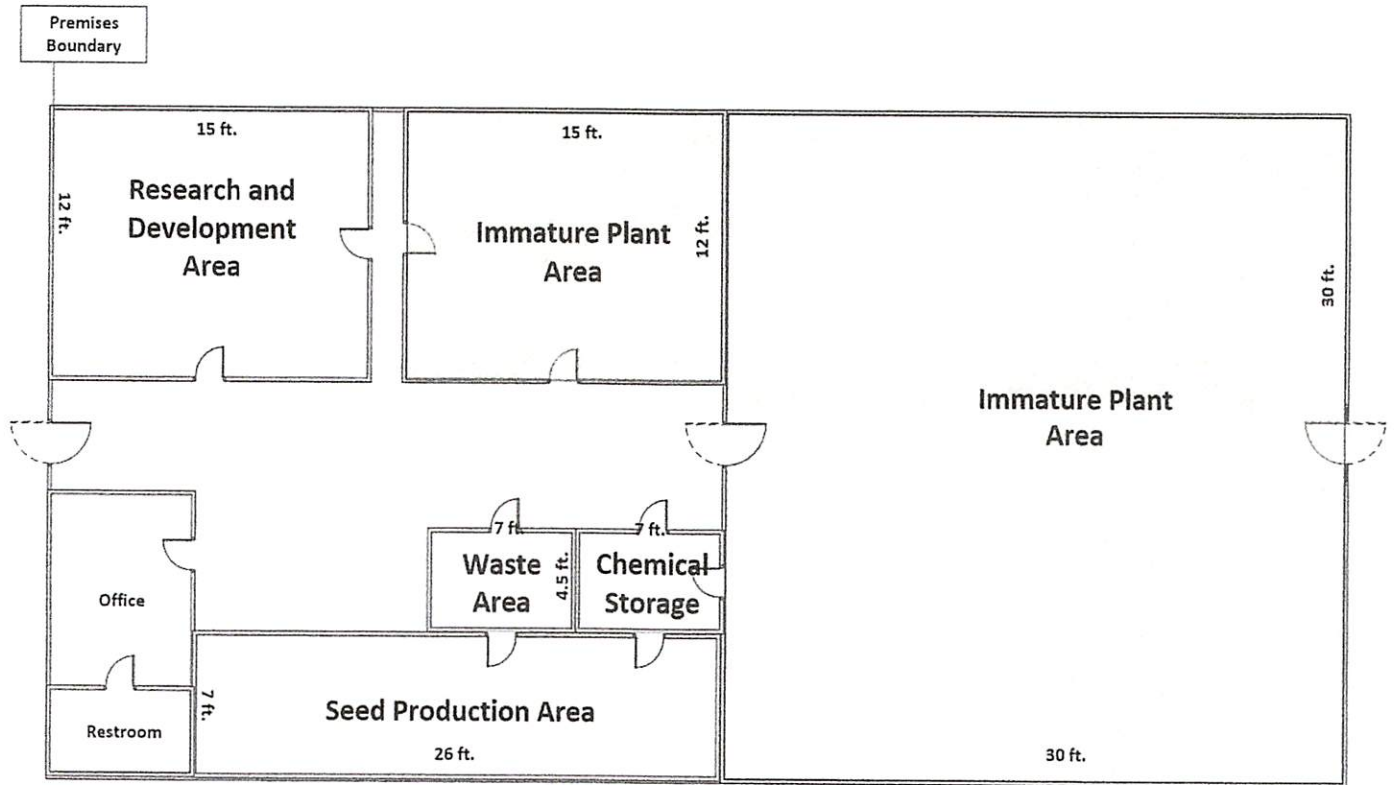 Premises
Boundary
15 ft.
12 ft.
Research and
Development
Area
15 ft.
12 ft.
Immature Plant
Area
30 ft.
Immature Plant
Area
30 ft.
7 ft.
Waste
Area
4.5 ft.
7 ft.
Chemical
Storage
Office
Restroom
7 ft.
Seed Production Area
26 ft.